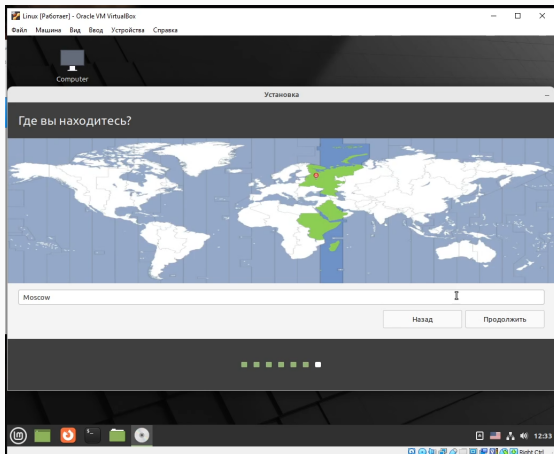 Linux [Работает] - Oracle VM VirtualBox
Файл Машина Вид Ввод Устройства Справка
Computer
Установка
Где вы находитесь?
Moscow
Назад Продолжить
12:33
Right Ctrl